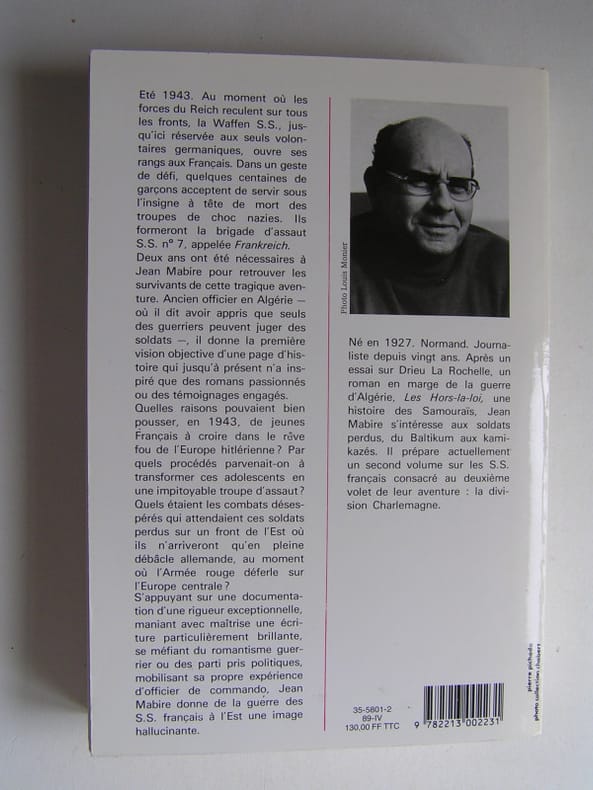 Eté 1943. Au moment où les
forces du Reich reculent sur tous
les fronts, la Waffen S.S., jus-
qu'ici réservée aux seuls volon-
taires germaniques, ouvre ses
rangs aux Français. Dans un geste
de défi, quelques centaines de
garçons acceptent de servir sous
l'insigne à tête de mort des
troupes de choc nazies. Ils
formeront la brigade d'assaut
S.S. n° 7, appelée Frankreich.
Deux ans ont été nécessaires à
Jean Mabire pour retrouver les
survivants de cette tragique aven-
ture. Ancien officier en Algérie —
où il dit avoir appris que seuls
des guerriers peuvent juger des
soldats —, il donne la première
vision objective d'une page d'his-
toire qui jusqu'à présent n'a ins-
piré que des romans passionnés
ou des témoignages engagés.
Quelles raisons pouvaient bien
pousser, en 1943, de jeunes
Français à croire dans le rêve
fou de l'Europe hitlérienne ? Par
quels procédés parvenait-on à
transformer ces adolescents en
une impitoyable troupe d'assaut ?
Quels étaient les combats déses-
pérés qui attendaient ces soldats
perdus sur un front de l'Est où
ils n'arriveront qu'en pleine
débâcle allemande, au moment
où l'Armée rouge déferle sur
l'Europe centrale ?
S'appuyant sur une documenta-
tion d'une rigueur exceptionnelle,
maniant avec maîtrise une écri-
ture particulièrement brillante,
se méfiant du romantisme guer-
rier ou des parti pris politiques,
mobilisant sa propre expérience
d'officier de commando, Jean
Mabire donne de la guerre des
S.S. français à l'Est une image
hallucinante.
Photo Louis Monier
Né en 1927. Normand. Journa-
liste depuis vingt ans. Après un
essai sur Drieu La Rochelle, un
roman en marge de la guerre
d'Algérie, Les Hors-la-loi, une
histoire des Samouraïs, Jean
Mabire s'intéresse aux soldats
perdus, du Baltikum aux kami-
kazés. Il prépare actuellement
un second volume sur les S.S.
français consacré au deuxième
volet de leur aventure : la divi-
sion Charlemagne.
35-5801-2
89-IV
130,00 FF TTC
9 782213 002231
pierre pichede
photo collection chaibert